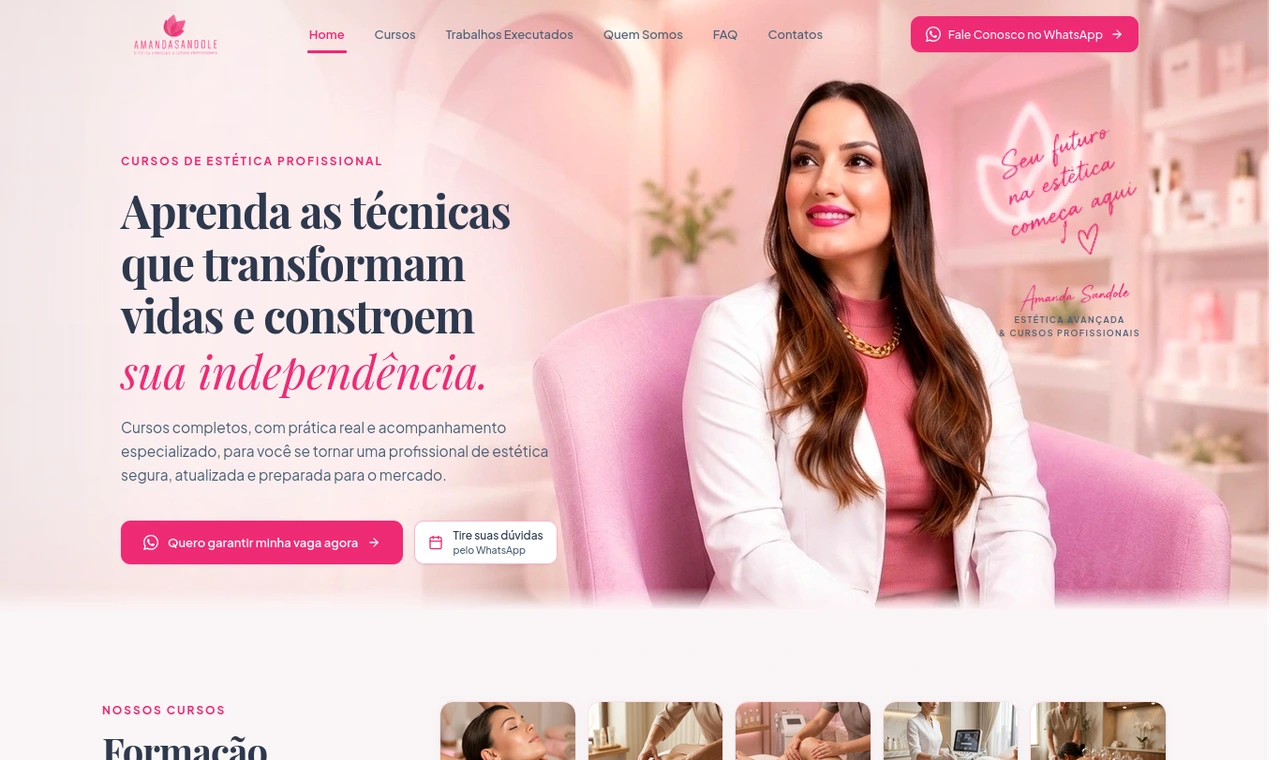 AMANDASANDOLE
Home
Cursos
Trabalhos Executados
Quem Somos
FAQ
Contatos
Fale Conosco no WhatsApp
CURSOS DE ESTÉTICA PROFISSIONAL
Aprenda as técnicas
que transformam
vidas e constroem
sua independência.
Cursos completos, com prática real e acompanhamento
especializado, para você se tornar uma profissional de estética
segura, atualizada e preparada para o mercado.
Quero garantir minha vaga agora
Tire suas dúvidas
pelo WhatsApp
Seu futuro
na estética
começa aqui
Amanda Sandole
ESTÉTICA AVANÇADA
& CURSOS PROFISSIONAIS
NOSSOS CURSOS
Formação